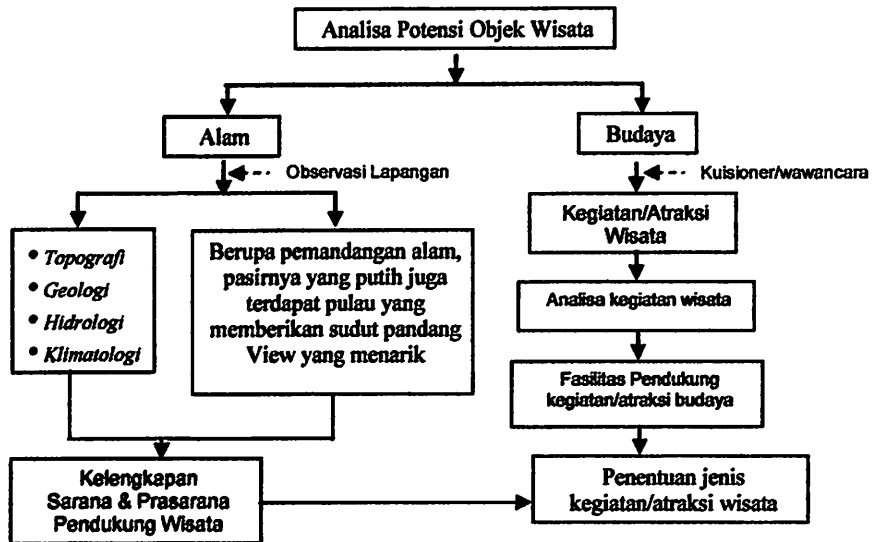 Analisa Potensi Objek Wisata
Alam
Budaya
Observasi Lapangan
Kuisioner/wawancara
• Topografi
• Geologi
• Hidrologi
• Klimatologi
Berupa pemandangan alam,
pasirnya yang putih juga
terdapat pulau yang
memberikan sudut pandang
View yang menarik
Kegiatan/Atraksi
Wisata
Analisa kegiatan wisata
Fasilitas Pendukung
kegiatan/atraksi budaya
Kelengkapan
Sarana & Prasarana
Pendukung Wisata
Penentuan jenis
kegiatan/atraksi wisata